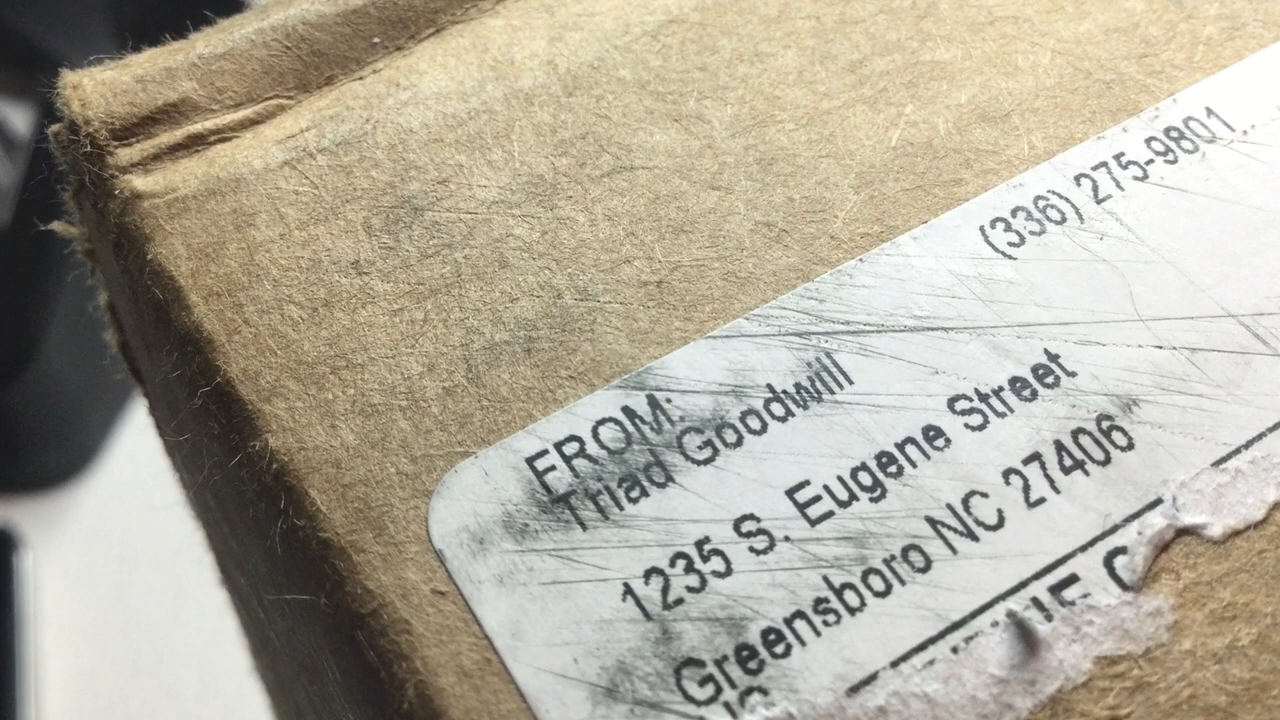 (336) 275-9801
FROM:
Triad Goodwill
1235 S. Eugene Street
Greensboro NC 27406